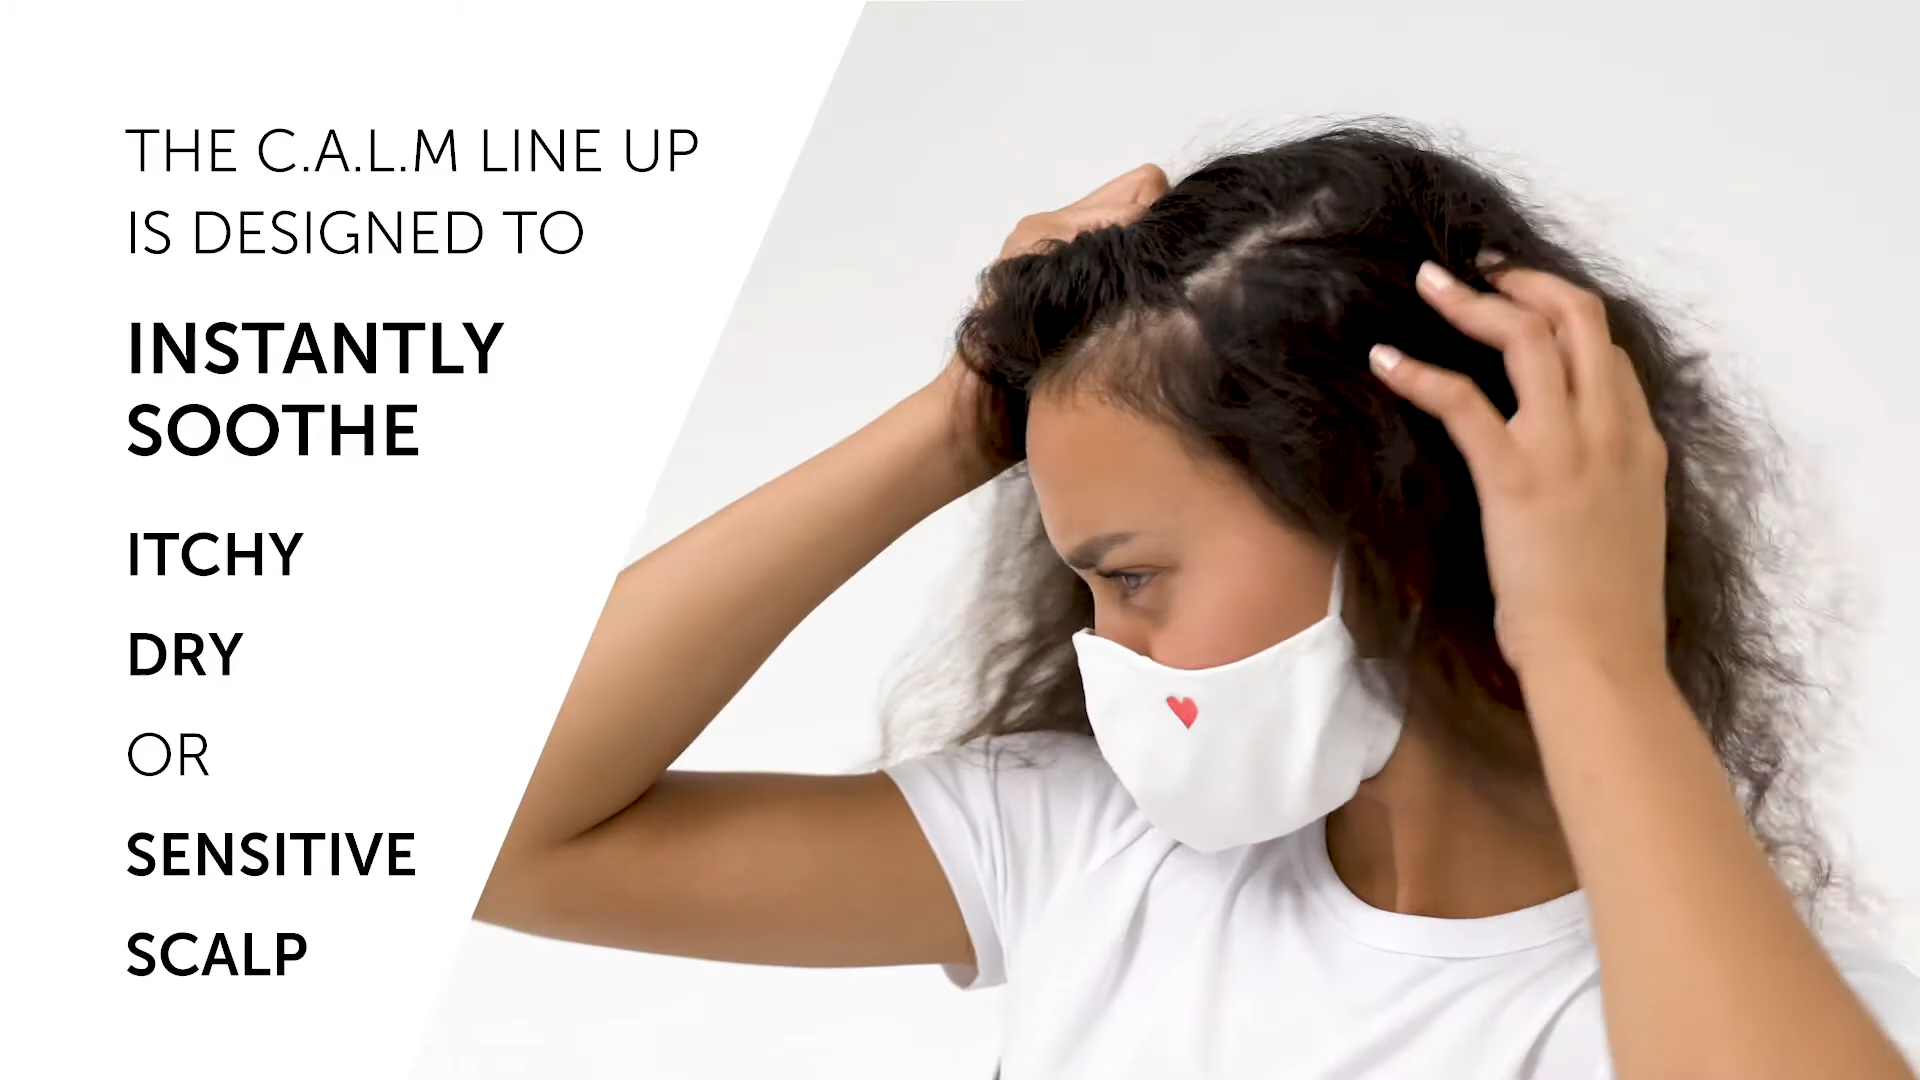 THE C.A.L.M LINE UP
IS DESIGNED TO
INSTANTLY
SOOTHE
ITCHY
DRY
OR
SENSITIVE
SCALP